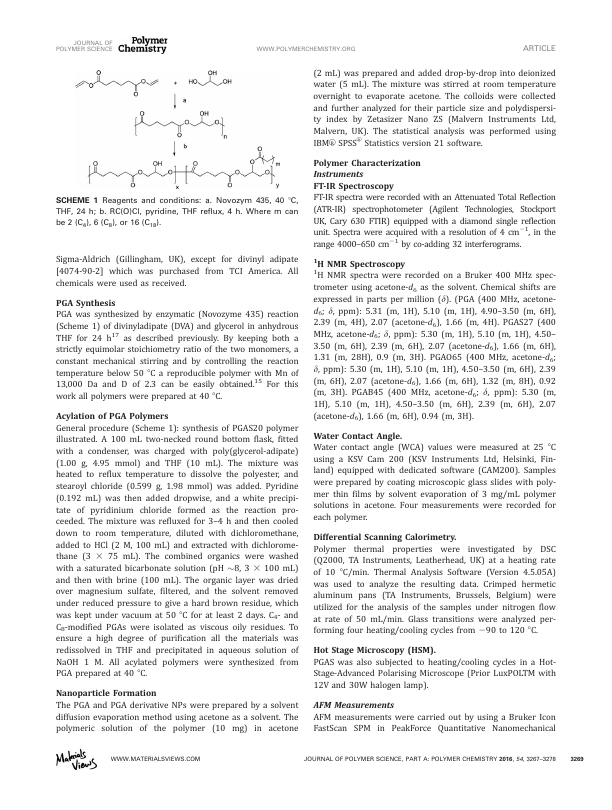 JOURNAL OF
POLYMER SCIENCE
Polymer
Chemistry
WWW.POLYMERCHEMISTRY.ORG
ARTICLE
SCHEME 1 Reagents and conditions: a. Novozym 435, 40 °C,
THF, 24 h; b. RC(O)Cl, pyridine, THF reflux, 4 h. Where m can
be 2 (C₄), 6 (C₈), or 16 (C₁₈).
Sigma-Aldrich (Gillingham, UK), except for divinyl adipate
[4074-90-2] which was purchased from TCI America. All
chemicals were used as received.
PGA Synthesis
PGA was synthesized by enzymatic (Novozyme 435) reaction
(Scheme 1) of divinyladipate (DVA) and glycerol in anhydrous
THF for 24 h¹⁷ as described previously. By keeping both a
strictly equimolar stoichiometry ratio of the two monomers, a
constant mechanical stirring and by controlling the reaction
temperature below 50 °C a reproducible polymer with Mn of
13,000 Da and D of 2.3 can be easily obtained.¹⁵ For this
work all polymers were prepared at 40 °C.
Acylation of PGA Polymers
General procedure (Scheme 1): synthesis of PGAS20 polymer
illustrated. A 100 mL two-necked round bottom flask, fitted
with a condenser, was charged with poly(glycerol-adipate)
(1.00 g, 4.95 mmol) and THF (10 mL). The mixture was
heated to reflux temperature to dissolve the polyester, and
stearoyl chloride (0.599 g, 1.98 mmol) was added. Pyridine
(0.192 mL) was then added dropwise, and a white precipi-
tate of pyridinium chloride formed as the reaction pro-
ceeded. The mixture was refluxed for 3–4 h and then cooled
down to room temperature, diluted with dichloromethane,
added to HCl (2 M, 100 mL) and extracted with dichlorome-
thane (3 × 75 mL). The combined organics were washed
with a saturated bicarbonate solution (pH ~8, 3 × 100 mL)
and then with brine (100 mL). The organic layer was dried
over magnesium sulfate, filtered, and the solvent removed
under reduced pressure to give a hard brown residue, which
was kept under vacuum at 50 °C for at least 2 days. C₄- and
C₈-modified PGAs were isolated as viscous oily residues. To
ensure a high degree of purification all the materials was
redissolved in THF and precipitated in aqueous solution of
NaOH 1 M. All acylated polymers were synthesized from
PGA prepared at 40 °C.
Nanoparticle Formation
The PGA and PGA derivative NPs were prepared by a solvent
diffusion evaporation method using acetone as a solvent. The
polymeric solution of the polymer (10 mg) in acetone
(2 mL) was prepared and added drop-by-drop into deionized
water (5 mL). The mixture was stirred at room temperature
overnight to evaporate acetone. The colloids were collected
and further analyzed for their particle size and polydispersi-
ty index by Zetasizer Nano ZS (Malvern Instruments Ltd,
Malvern, UK). The statistical analysis was performed using
IBM® SPSS® Statistics version 21 software.
Polymer Characterization
Instruments
FT-IR Spectroscopy
FT-IR spectra were recorded with an Attenuated Total Reflection
(ATR-IR) spectrophotometer (Agilent Technologies, Stockport
UK, Cary 630 FTIR) equipped with a diamond single reflection
unit. Spectra were acquired with a resolution of 4 cm⁻¹, in the
range 4000–650 cm⁻¹ by co-adding 32 interferograms.
¹H NMR Spectroscopy
¹H NMR spectra were recorded on a Bruker 400 MHz spec-
trometer using acetone-d₆ as the solvent. Chemical shifts are
expressed in parts per million (δ). (PGA (400 MHz, acetone-
d₆; δ, ppm): 5.31 (m, 1H), 5.10 (m, 1H), 4.90–3.50 (m, 6H),
2.39 (m, 4H), 2.07 (acetone-d₆), 1.66 (m, 4H). PGAS27 (400
MHz, acetone-d₆, δ, ppm): 5.30 (m, 1H), 5.10 (m, 1H), 4.50–
3.50 (m, 6H), 2.39 (m, 6H), 2.07 (acetone-d₆), 1.66 (m, 6H),
1.31 (m, 28H), 0.9 (m, 3H). PGAO65 (400 MHz, acetone-d₆;
δ, ppm): 5.30 (m, 1H), 5.10 (m, 1H), 4.50–3.50 (m, 6H), 2.39
(m, 6H), 2.07 (acetone-d₆), 1.66 (m, 6H), 1.32 (m, 8H), 0.92
(m, 3H). PGAB45 (400 MHz, acetone-d₆; δ, ppm): 5.30 (m,
1H), 5.10 (m, 1H), 4.50–3.50 (m, 6H), 2.39 (m, 6H), 2.07
(acetone-d₆), 1.66 (m, 6H), 0.94 (m, 3H).
Water Contact Angle.
Water contact angle (WCA) values were measured at 25 °C
using a KSV Cam 200 (KSV Instruments Ltd, Helsinki, Fin-
land) equipped with dedicated software (CAM200). Samples
were prepared by coating microscopic glass slides with poly-
mer thin films by solvent evaporation of 3 mg/mL polymer
solutions in acetone. Four measurements were recorded for
each polymer.
Differential Scanning Calorimetry.
Polymer thermal properties were investigated by DSC
(Q2000, TA Instruments, Leatherhead, UK) at a heating rate
of 10 °C/min. Thermal Analysis Software (Version 4.5.05A)
was used to analyze the resulting data. Crimped hermetic
aluminum pans (TA Instruments, Brussels, Belgium) were
utilized for the analysis of the samples under nitrogen flow
at rate of 50 mL/min. Glass transitions were analyzed per-
forming four heating/cooling cycles from −90 to 120 °C.
Hot Stage Microscopy (HSM).
PGAS was also subjected to heating/cooling cycles in a Hot-
Stage-Advanced Polarising Microscope (Prior LuxPOLTM with
12V and 30W halogen lamp).
AFM Measurements
AFM measurements were carried out by using a Bruker Icon
FastScan SPM in PeakForce Quantitative Nanomechanical
Materials
Views
WWW.MATERIALSVIEWS.COM
JOURNAL OF POLYMER SCIENCE, PART A: POLYMER CHEMISTRY 2016, 54, 3267–3278
3269